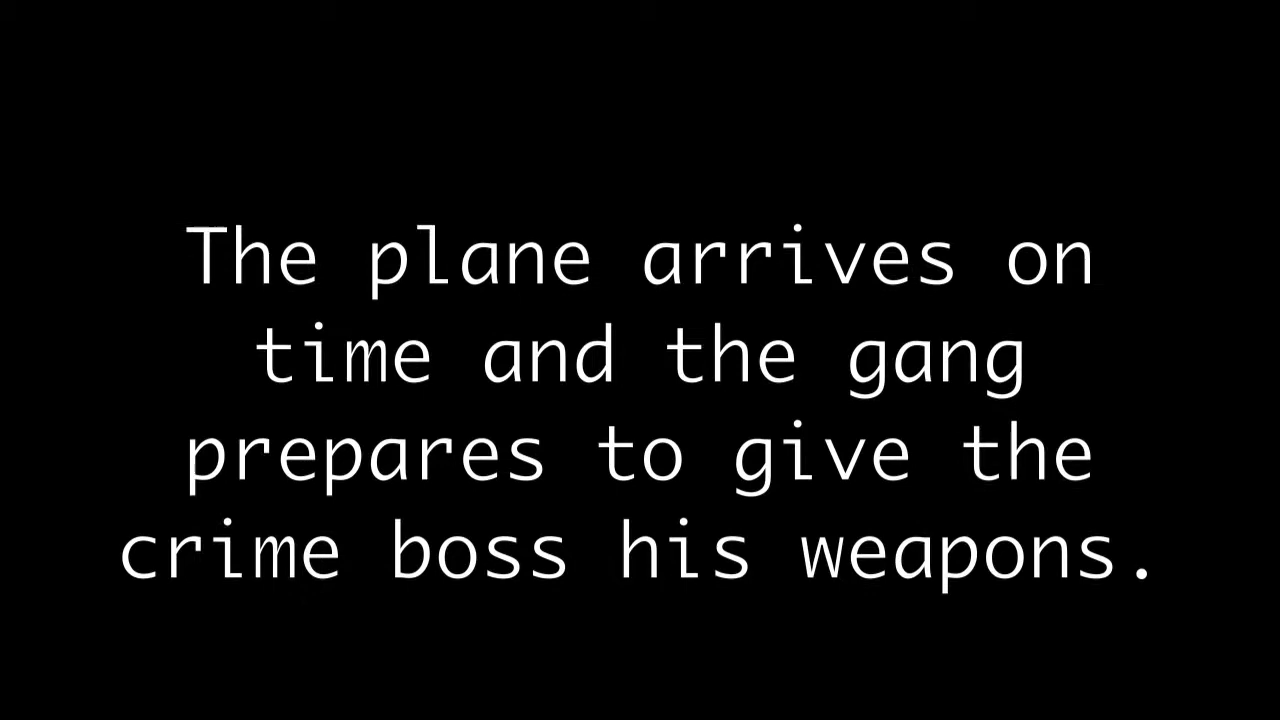 The plane arrives on
time and the gang
prepares to give the
crime boss his weapons.